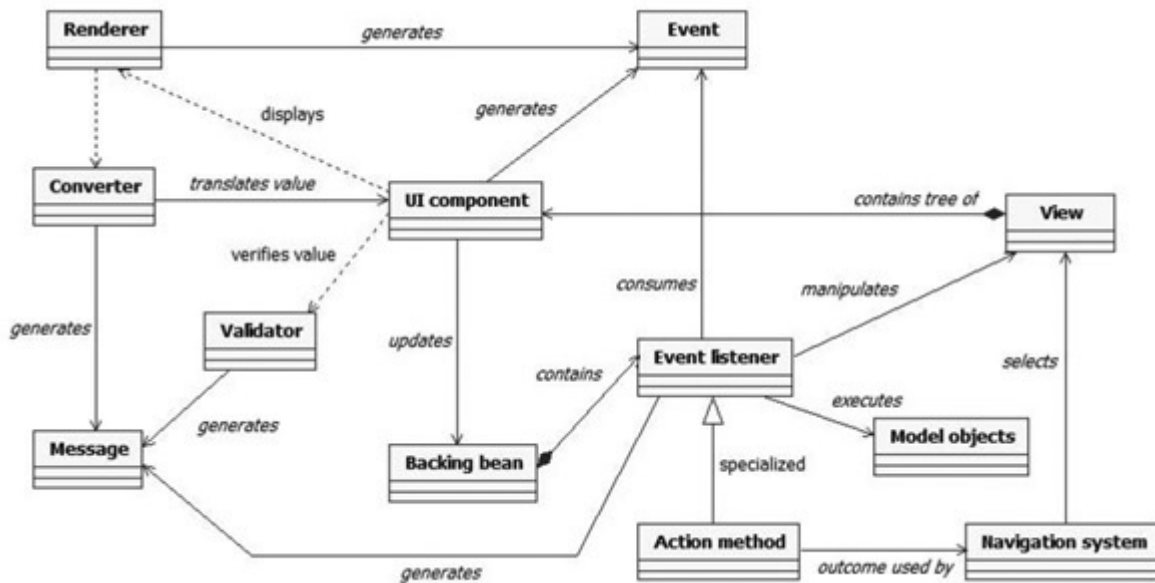 Renderer
generates
Event
displays
generates
Converter
translates value
UI component
contains tree of
View
verifies value
consumes
manipulates
generates
Validator
updates
Event listener
selects
contains
executes
generates
Message
Backing bean
Model objects
specialized
Action method
Navigation system
generates
outcome used by